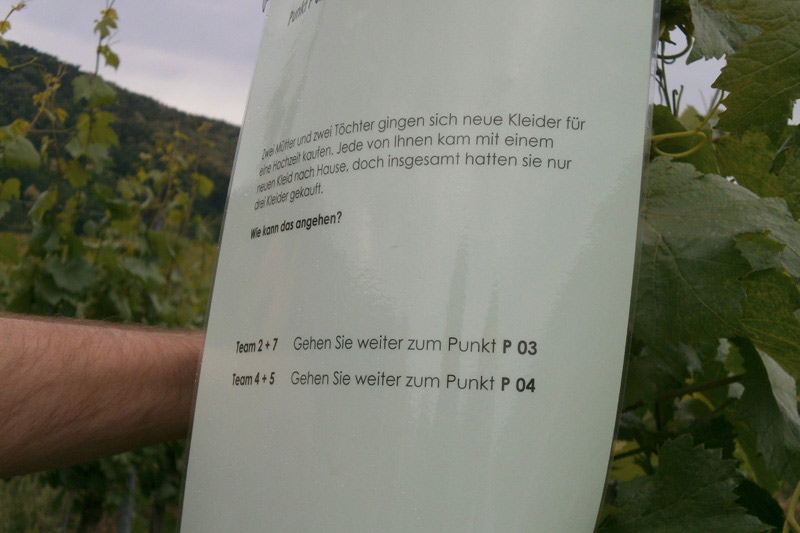 Punkt P
Zwei Mütter und zwei Töchter gingen sich neue Kleider für
eine Hochzeit kaufen. Jede von Ihnen kam mit einem
neuen Kleid nach Hause, doch insgesamt hatten sie nur
drei Kleider gekauft.
Wie kann das angehen?
Team 2 + 7 Gehen Sie weiter zum Punkt P 03
Team 4 + 5 Gehen Sie weiter zum Punkt P 04